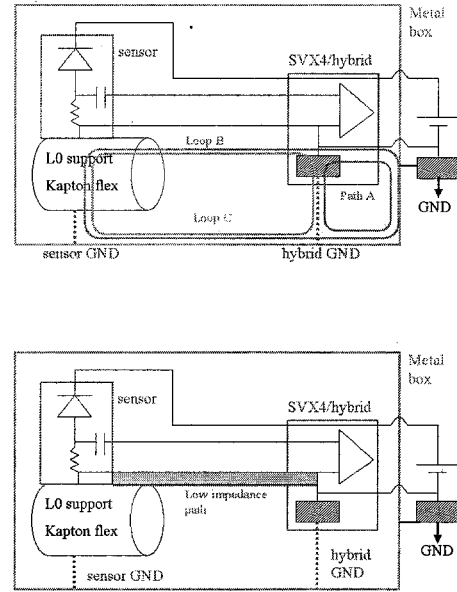 Metal
box
sensor
SVX4/hybrid
Loop B
L0 support
Kapton flex
Path A
Loop C
GND
sensor GND
hybrid GND
Metal
box
sensor
SVX4/hybrid
Low impedance
path
L0 support
Kapton flex
hybrid
GND
GND
sensor GND